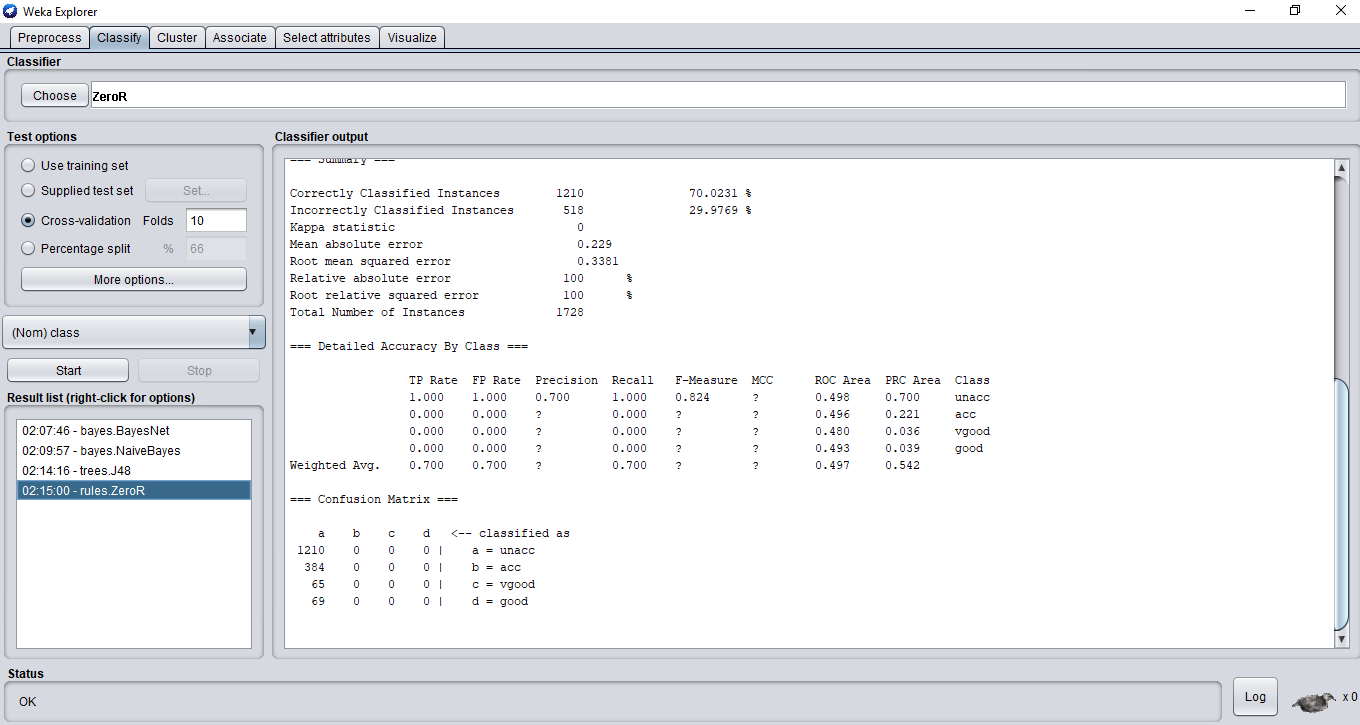 Weka Explorer
Preprocess Classify Cluster Associate Select attributes Visualize
Classifier
Choose ZeroR
Test options
Use training set
Supplied test set Set...
Cross-validation Folds 10
Percentage split % 66
More options...
(Nom) class
Start Stop
Result list (right-click for options)
02:07:46 - bayes.BayesNet
02:09:57 - bayes.NaiveBayes
02:14:16 - trees.J48
02:15:00 - rules.ZeroR
Classifier output
=== Summary ===
Correctly Classified Instances 1210 70.0231 %
Incorrectly Classified Instances 518 29.9769 %
Kappa statistic 0
Mean absolute error 0.229
Root mean squared error 0.3381
Relative absolute error 100 %
Root relative squared error 100 %
Total Number of Instances 1728
=== Detailed Accuracy By Class ===
TP Rate FP Rate Precision Recall F-Measure MCC ROC Area PRC Area Class
1.000 1.000 0.700 1.000 0.824 ? 0.498 0.700 unacc
0.000 0.000 ? 0.000 ? ? 0.496 0.221 acc
0.000 0.000 ? 0.000 ? ? 0.480 0.036 vgood
0.000 0.000 ? 0.000 ? ? 0.493 0.039 good
Weighted Avg. 0.700 0.700 ? 0.700 ? ? 0.497 0.542
=== Confusion Matrix ===
a b c d <-- classified as
1210 0 0 0 | a = unacc
384 0 0 0 | b = acc
65 0 0 0 | c = vgood
69 0 0 0 | d = good
Status
OK
Log x 0